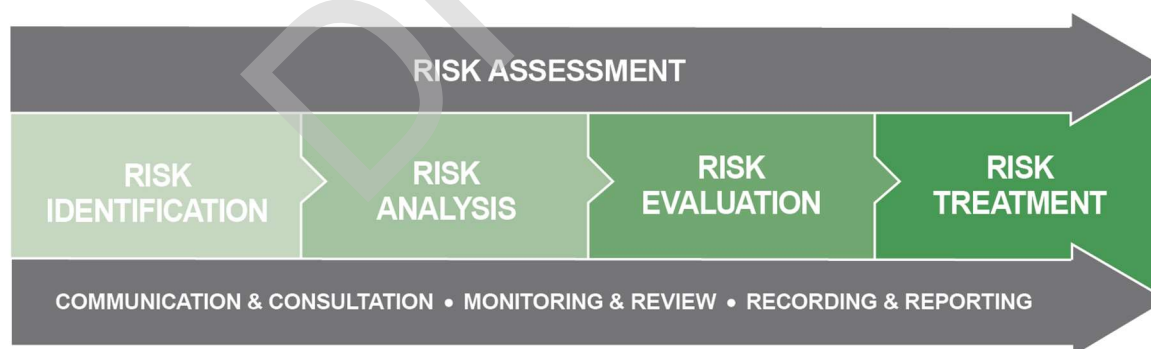 RISK ASSESSMENT
RISK
IDENTIFICATION
RISK
ANALYSIS
RISK
EVALUATION
RISK
TREATMENT
COMMUNICATION & CONSULTATION • MONITORING & REVIEW • RECORDING & REPORTING